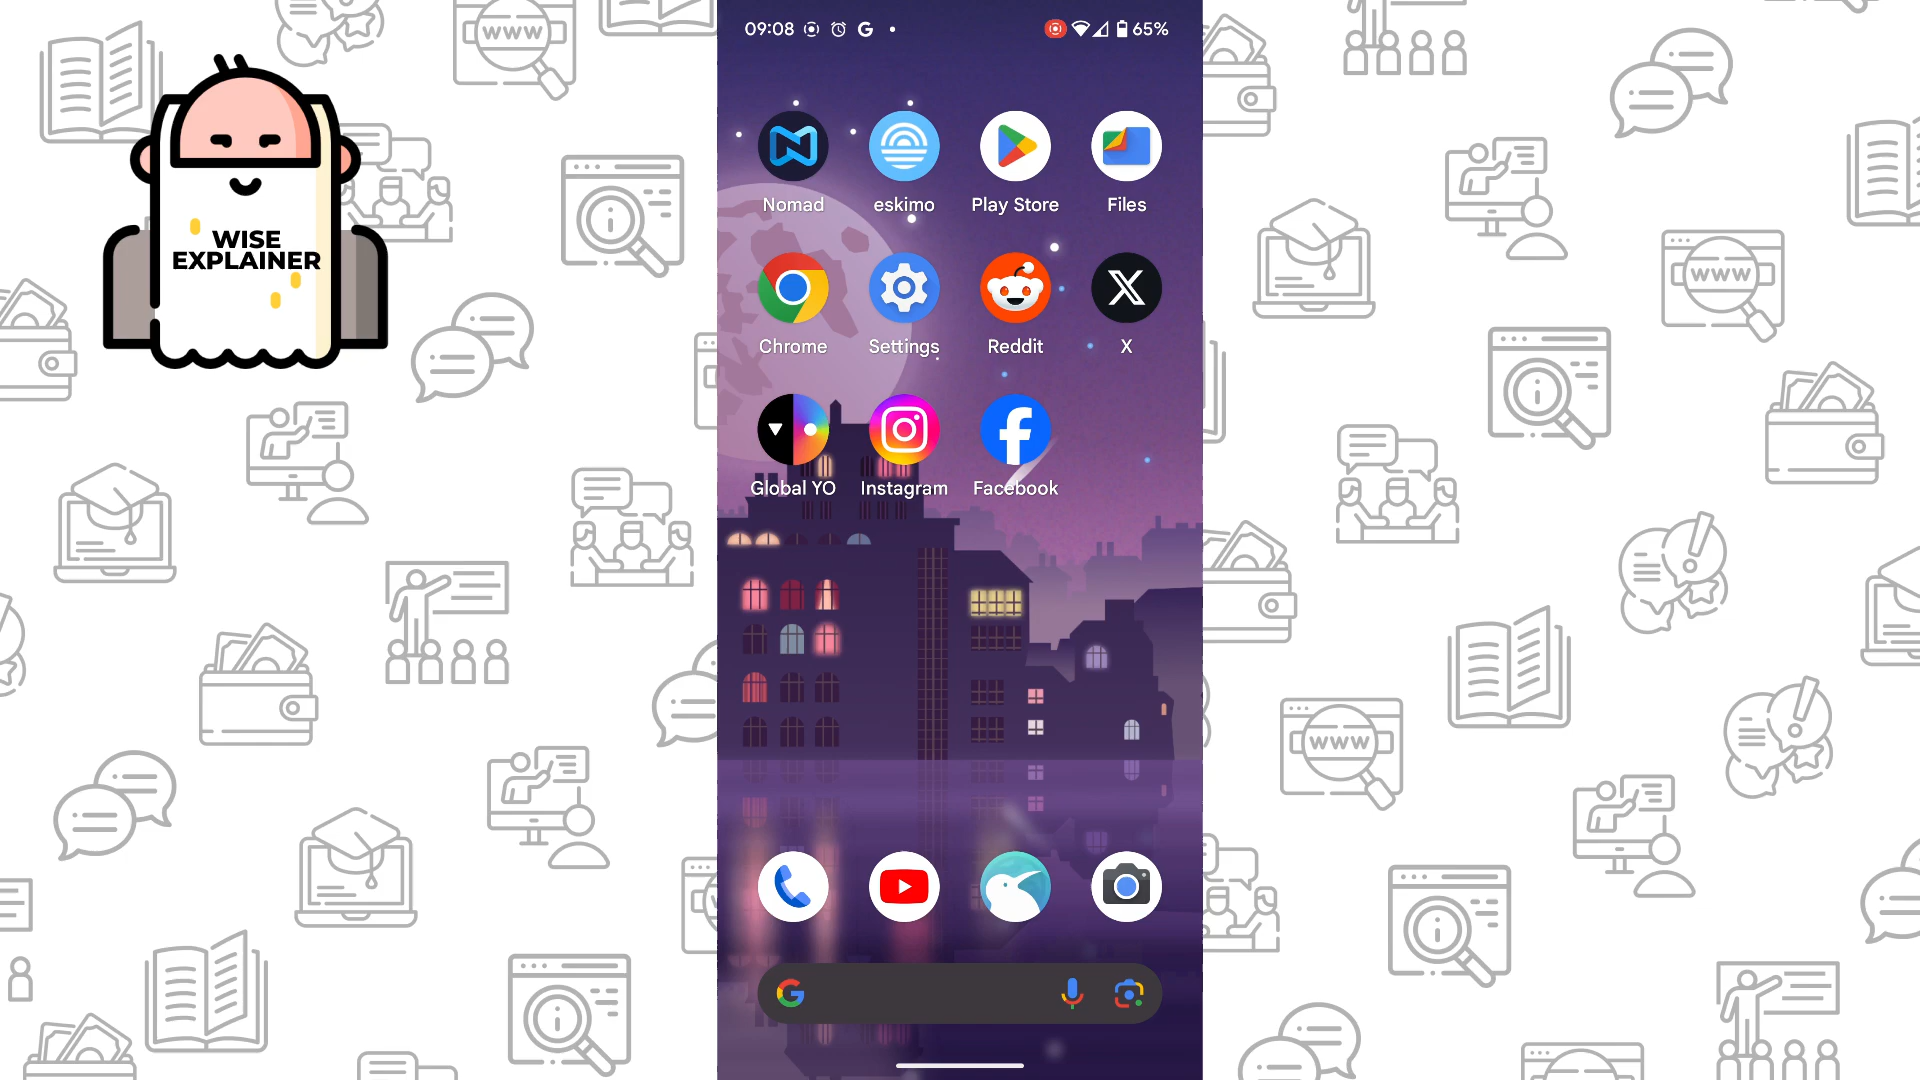 WISE
EXPLAINER
09:08
65%
Nomad
eskimo
Play Store
Files
Chrome
Settings
Reddit
X
Global YO
Instagram
Facebook
www
www
www